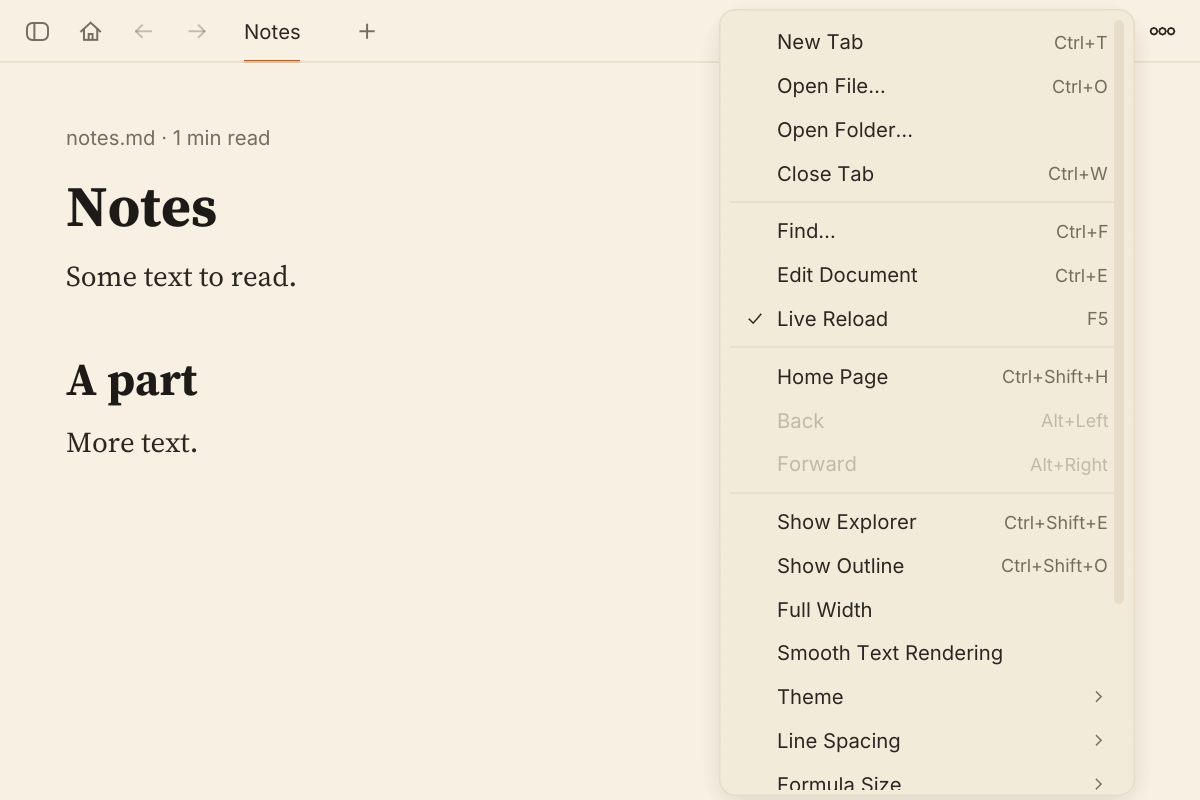 Notes
notes.md · 1 min read
Notes
Some text to read.
A part
More text.
New Tab Ctrl+T
Open File... Ctrl+O
Open Folder...
Close Tab Ctrl+W
Find... Ctrl+F
Edit Document Ctrl+E
Live Reload F5
Home Page Ctrl+Shift+H
Back Alt+Left
Forward Alt+Right
Show Explorer Ctrl+Shift+E
Show Outline Ctrl+Shift+O
Full Width
Smooth Text Rendering
Theme
Line Spacing
Formula Size